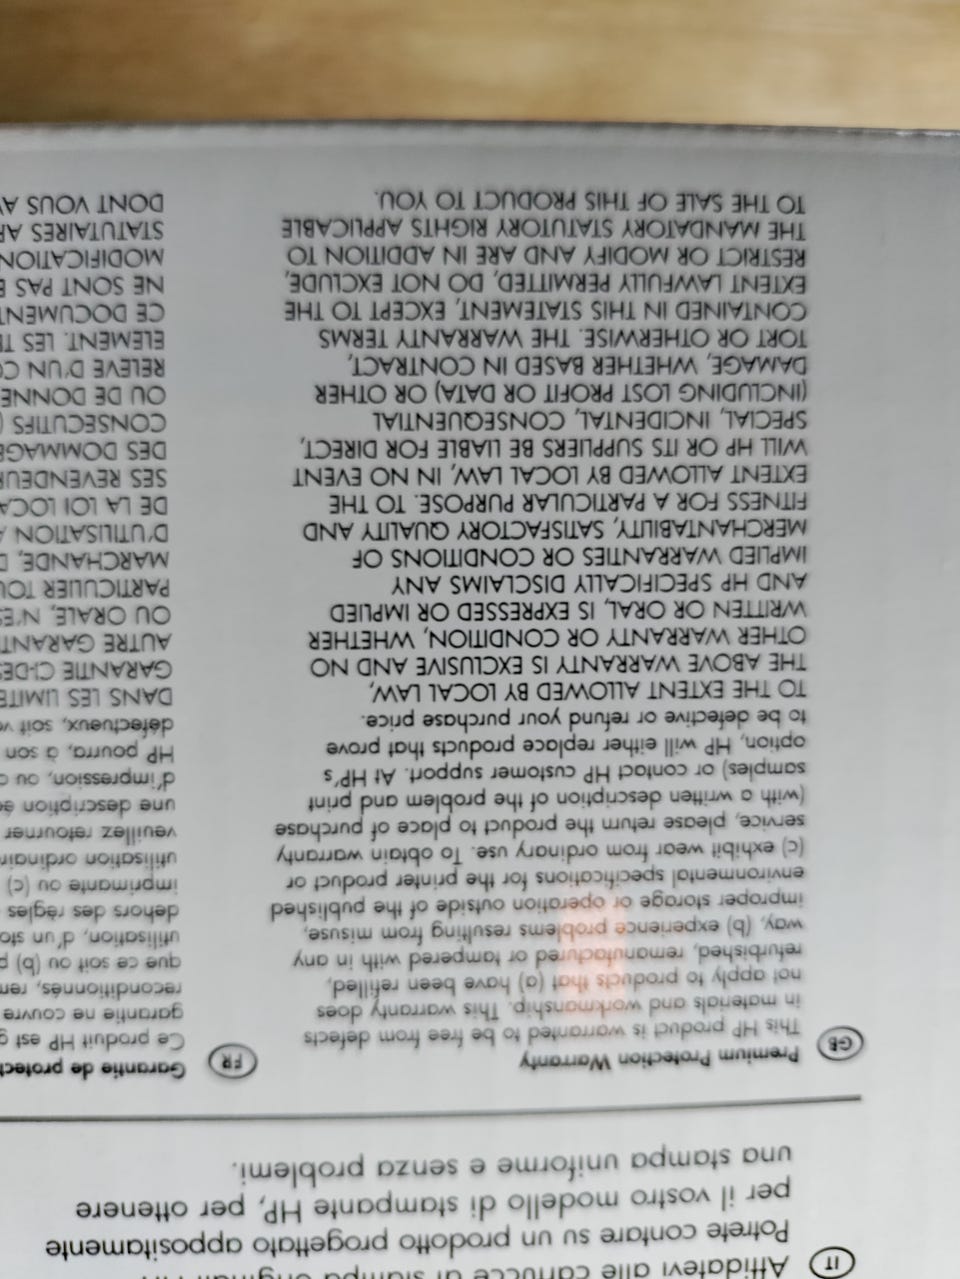 IT
Affidatevi alle cartucce di stampa originali
Potrete contare su un prodotto progettato appositamente
per il vostro modello di stampante HP, per ottenere
una stampa uniforme e senza problemi.
GB
Premium Protection Warranty
This HP product is warranted to be free from defects
in materials and workmanship. This warranty does
not apply to products that (a) have been refilled,
refurbished, remanufactured or tampered with in any
way, (b) experience problems resulting from misuse,
improper storage or operation outside of the published
environmental specifications for the printer product or
(c) exhibit wear from ordinary use. To obtain warranty
service, please return the product to place of purchase
(with a written description of the problem and print
samples) or contact HP customer support. At HP's
option, HP will either replace products that prove
to be defective or refund your purchase price.
TO THE EXTENT ALLOWED BY LOCAL LAW,
THE ABOVE WARRANTY IS EXCLUSIVE AND NO
OTHER WARRANTY OR CONDITION, WHETHER
WRITTEN OR ORAL, IS EXPRESSED OR IMPLIED
AND HP SPECIFICALLY DISCLAIMS ANY
IMPLIED WARRANTIES OR CONDITIONS OF
MERCHANTABILITY, SATISFACTORY QUALITY AND
FITNESS FOR A PARTICULAR PURPOSE. TO THE
EXTENT ALLOWED BY LOCAL LAW, IN NO EVENT
WILL HP OR ITS SUPPLIERS BE LIABLE FOR DIRECT,
SPECIAL, INCIDENTAL, CONSEQUENTIAL
(INCLUDING LOST PROFIT OR DATA) OR OTHER
DAMAGE, WHETHER BASED IN CONTRACT,
TORT OR OTHERWISE. THE WARRANTY TERMS
CONTAINED IN THIS STATEMENT, EXCEPT TO THE
EXTENT LAWFULLY PERMITTED, DO NOT EXCLUDE,
RESTRICT OR MODIFY AND ARE IN ADDITION TO
THE MANDATORY STATUTORY RIGHTS APPLICABLE
TO THE SALE OF THIS PRODUCT TO YOU.
FR
Garantie de protect
Ce produit HP est g
garantie ne couvre
reconditionnés, rem
que ce soit ou (b) p
utilisation, d'un sto
dehors des règles
imprimante ou (c)
utilisation ordinair
veuillez retourner
une description éc
d'impression, ou c
HP pourra, à son
défectueux, soit v
DANS LES LIMITE
GARANTIE CI-DES
AUTRE GARANT
OU ORALE, N'ES
PARTICULIER TOU
MARCHANDE, D
D'UTILISATION A
DE LA LOI LOCA
SES REVENDEUR
DES DOMMAGE
CONSECUTIFS (
OU DE DONNE
RELEVE D'UN CO
ELEMENT. LES TE
CE DOCUMENT
NE SONT PAS E
MODIFICATION
STATUTAIRES AP
DONT VOUS A